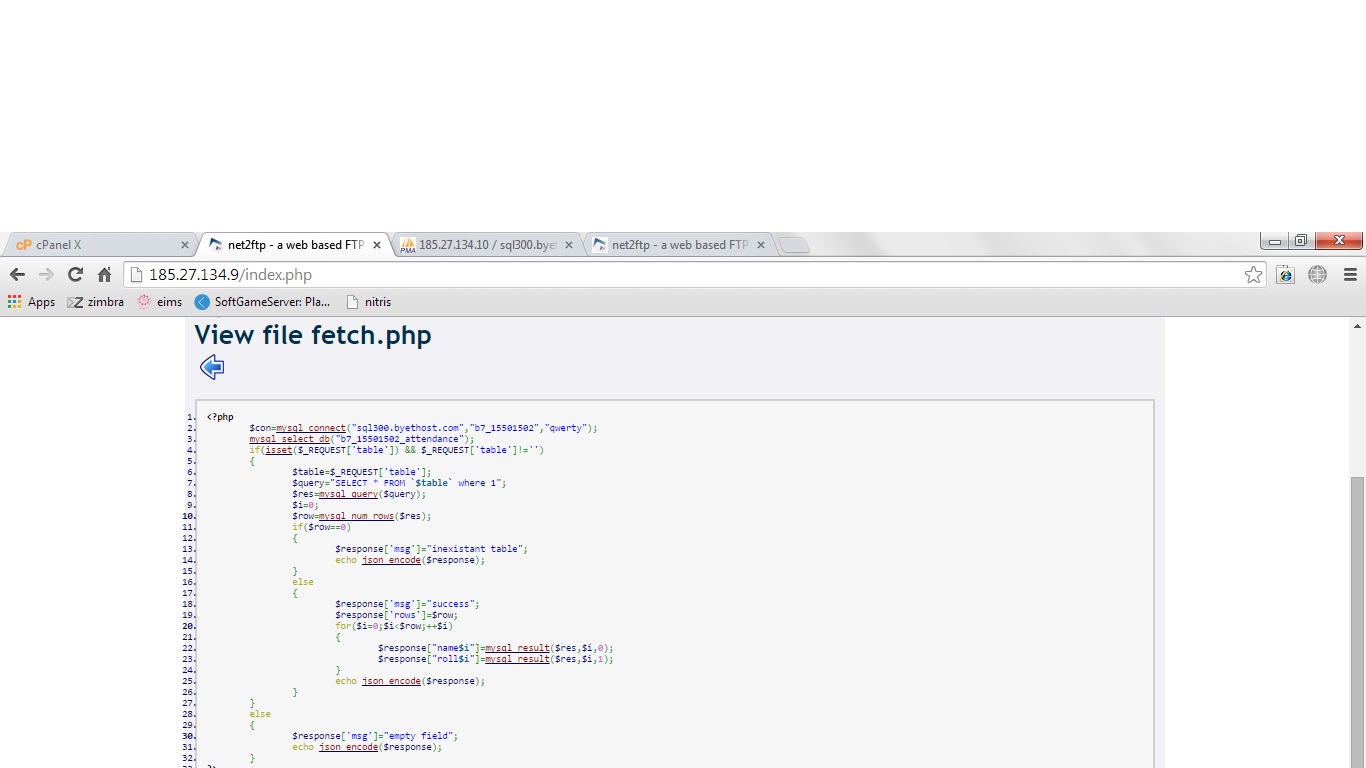 cPanel X
net2ftp - a web based FTP
185.27.134.10 / sql300.bye
net2ftp - a web based FTP
185.27.134.9/index.php
Apps zimbra eims SoftGameServer: Pla... nitris
View file fetch.php
1. <?php
2. $con=mysql_connect("sql300.byethost.com","b7_15501502","qwerty");
3. mysql_select_db("b7_15501502_attendance");
4. if(isset($_REQUEST['table']) && $_REQUEST['table']!='')
5. {
6. $table=$_REQUEST['table'];
7. $query="SELECT * FROM `$table` where 1";
8. $res=mysql_query($query);
9. $i=0;
10. $row=mysql_num_rows($res);
11. if($row==0)
12. {
13. $response['msg']="inexistant table";
14. echo json_encode($response);
15. }
16. else
17. {
18. $response['msg']="success";
19. $response['rows']=$row;
20. for($i=0;$i<$row;++$i)
21. {
22. $response["name$i"]=mysql_result($res,$i,0);
23. $response["roll$i"]=mysql_result($res,$i,1);
24. }
25. echo json_encode($response);
26. }
27. }
28. else
29. {
30. $response['msg']="empty field";
31. echo json_encode($response);
32. }